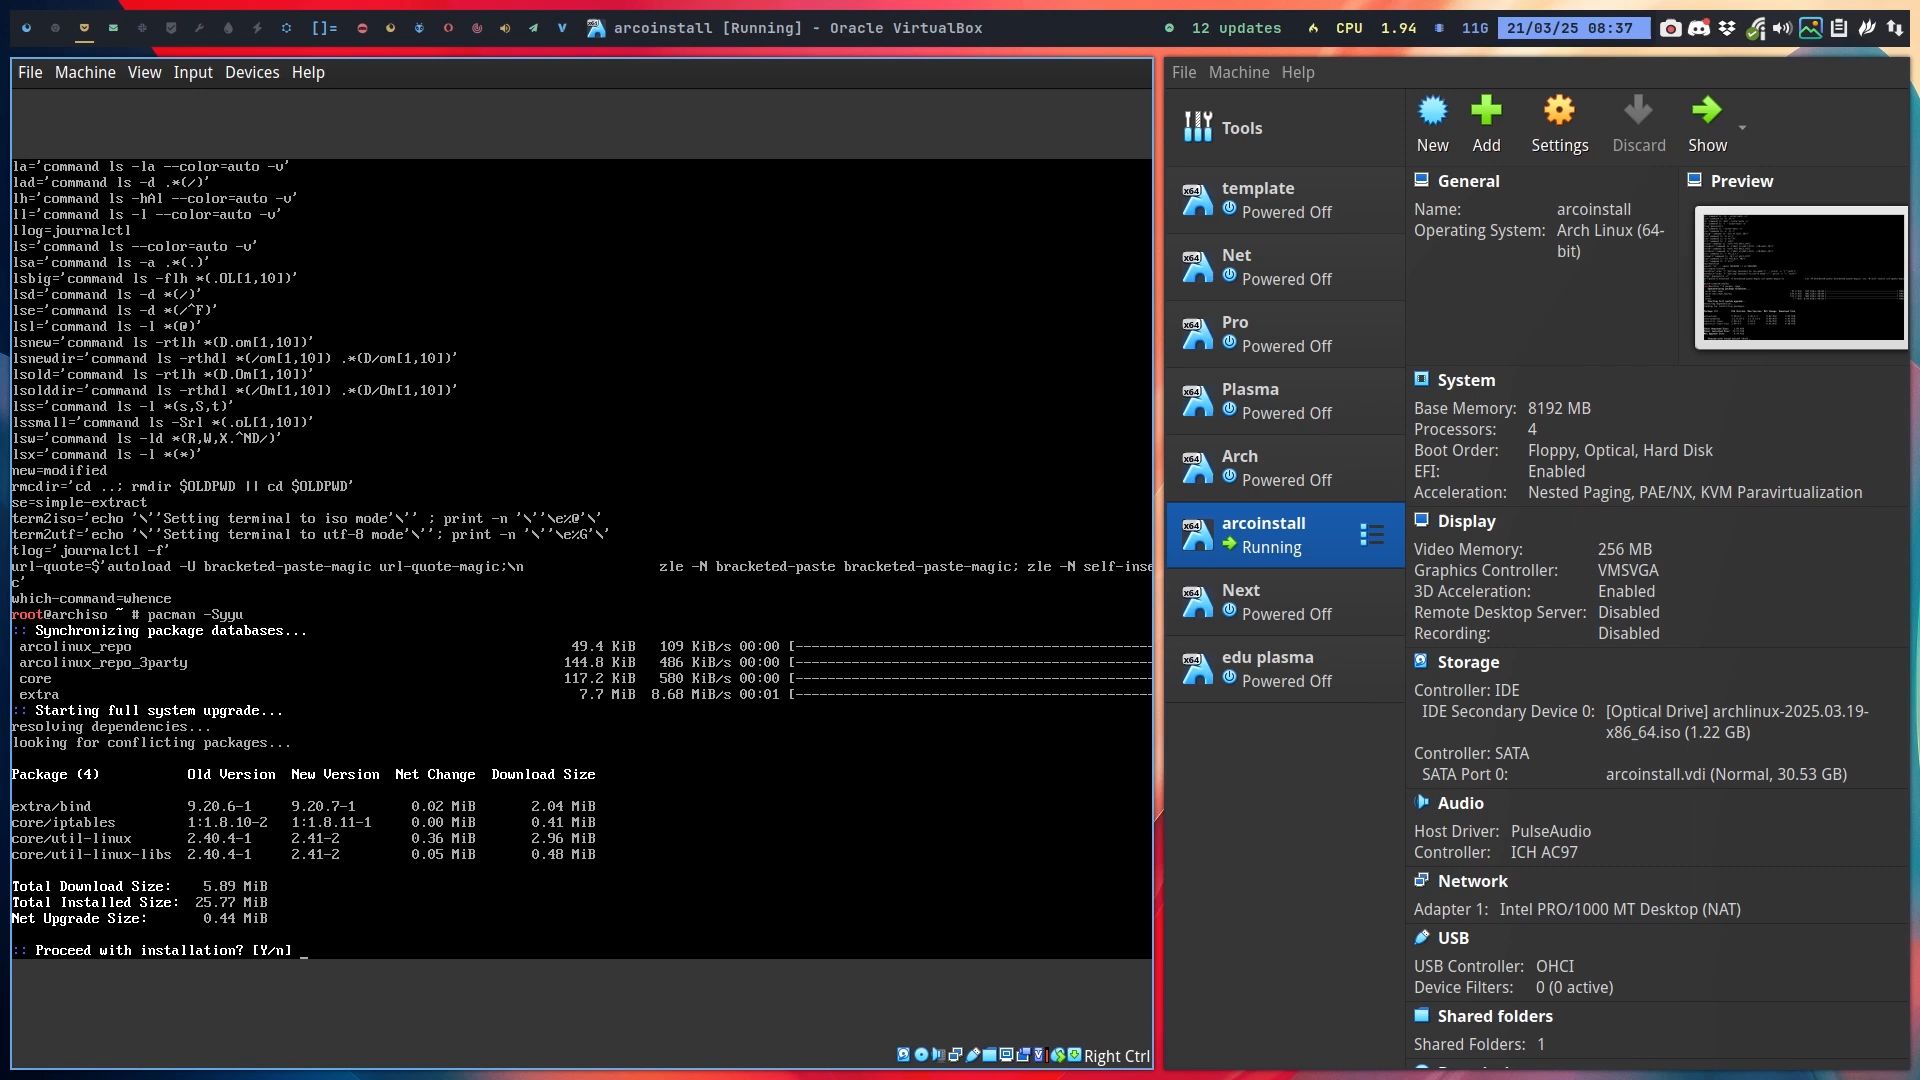 []=
arcoinstall [Running] - Oracle VirtualBox
12 updates
CPU 1.94
11G
21/03/25 08:37
File Machine View Input Devices Help
la='command ls -la --color=auto -v'
lad='command ls -d .*(/)'
lh='command ls -hAl --color=auto -v'
ll='command ls -l --color=auto -v'
llog=journalctl
ls='command ls --color=auto -v'
lsa='command ls -a .*(.)'
lsbig='command ls -flh *(.OL[1,10])'
lsd='command ls -d *(/)'
lse='command ls -d *(/^F)'
lsl='command ls -l *(@)'
lsnew='command ls -rtlh *(D.om[1,10])'
lsnewdir='command ls -rthdl *(/om[1,10]) .*(D/om[1,10])'
lsold='command ls -rtlh *(D.Om[1,10])'
lsolddir='command ls -rthdl *(/Om[1,10]) .*(D/Om[1,10])'
lss='command ls -l *(s,S,t)'
lssmall='command ls -Srl *(.oL[1,10])'
lsw='command ls -ld *(R,W,X.^ND/)'
lsx='command ls -l *(*)'
new=modified
rmcdir='cd ..; rmdir $OLDPWD || cd $OLDPWD'
se=simple-extract
term2iso='echo '\''Setting terminal to iso mode'\'' ; print -n '\''\e%@'\'
term2utf='echo '\''Setting terminal to utf-8 mode'\''; print -n '\''\e%G'\'
tlog='journalctl -f'
url-quote=$'autoload -U bracketed-paste-magic url-quote-magic;\n zle -N bracketed-paste bracketed-paste-magic; zle -N self-inse
c'
which-command=whence
root@archiso ~ # pacman -Syyu
:: Synchronizing package databases...
arcolinux_repo 49.4 KiB 109 KiB/s 00:00 [---------------------------------------------
arcolinux_repo_3party 144.8 KiB 486 KiB/s 00:00 [---------------------------------------------
core 117.2 KiB 580 KiB/s 00:00 [---------------------------------------------
extra 7.7 MiB 8.68 MiB/s 00:01 [---------------------------------------------
:: Starting full system upgrade...
resolving dependencies...
looking for conflicting packages...
Package (4) Old Version New Version Net Change Download Size
extra/bind 9.20.6-1 9.20.7-1 0.02 MiB 2.04 MiB
core/iptables 1:1.8.10-2 1:1.8.11-1 0.00 MiB 0.41 MiB
core/util-linux 2.40.4-1 2.41-2 0.36 MiB 2.96 MiB
core/util-linux-libs 2.40.4-1 2.41-2 0.05 MiB 0.48 MiB
Total Download Size: 5.89 MiB
Total Installed Size: 25.77 MiB
Net Upgrade Size: 0.44 MiB
:: Proceed with installation? [Y/n] _
Right Ctrl
File Machine Help
Tools
template
Powered Off
Net
Powered Off
Pro
Powered Off
Plasma
Powered Off
Arch
Powered Off
arcoinstall
Running
Next
Powered Off
edu plasma
Powered Off
New Add Settings Discard Show
General
Name: arcoinstall
Operating System: Arch Linux (64-
bit)
Preview
System
Base Memory: 8192 MB
Processors: 4
Boot Order: Floppy, Optical, Hard Disk
EFI: Enabled
Acceleration: Nested Paging, PAE/NX, KVM Paravirtualization
Display
Video Memory: 256 MB
Graphics Controller: VMSVGA
3D Acceleration: Enabled
Remote Desktop Server: Disabled
Recording: Disabled
Storage
Controller: IDE
IDE Secondary Device 0: [Optical Drive] archlinux-2025.03.19-
x86_64.iso (1.22 GB)
Controller: SATA
SATA Port 0: arcoinstall.vdi (Normal, 30.53 GB)
Audio
Host Driver: PulseAudio
Controller: ICH AC97
Network
Adapter 1: Intel PRO/1000 MT Desktop (NAT)
USB
USB Controller: OHCI
Device Filters: 0 (0 active)
Shared folders
Shared Folders: 1